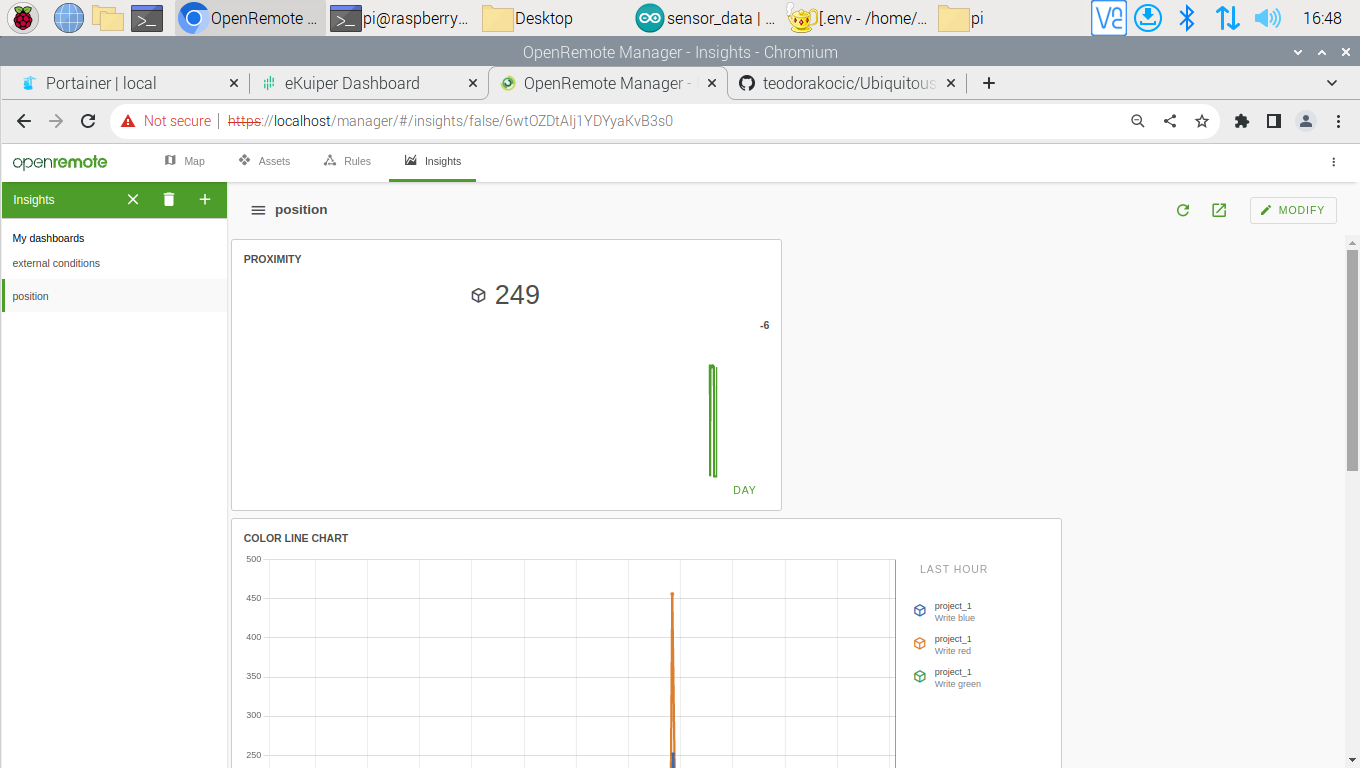 OpenRemote ...
pi@raspberry...
Desktop
sensor_data | ...
[.env - /home/...
pi
16:48
OpenRemote Manager - Insights - Chromium
Portainer | local
eKuiper Dashboard
OpenRemote Manager -
teodorakocic/Ubiquitous
Not secure
https://localhost/manager/#/insights/false/6wtOZDtAIj1YDYyaKvB3s0
openremote
Map
Assets
Rules
Insights
Insights
position
MODIFY
My dashboards
external conditions
position
PROXIMITY
249
-6
DAY
COLOR LINE CHART
500
450
400
350
300
250
LAST HOUR
project_1
Write blue
project_1
Write red
project_1
Write green